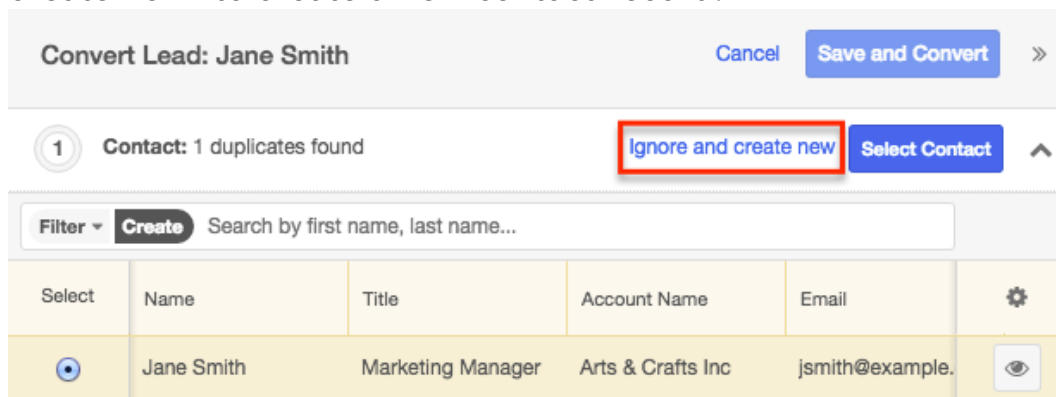 Convert Lead: Jane Smith Cancel Save and Convert
1 Contact: 1 duplicates found Ignore and create new Select Contact
Filter Create Search by first name, last name...
Select Name Title Account Name Email
Jane Smith Marketing Manager Arts & Crafts Inc jsmith@example.